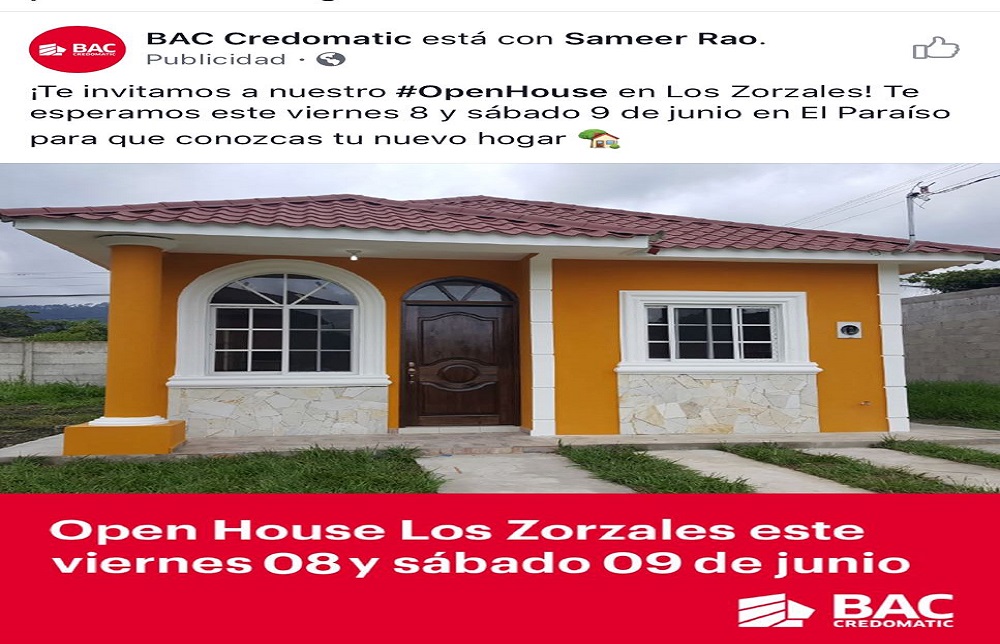 BAC Credomatic está con Sameer Rao.
BAC
CREDOMATIC
Publicidad ·
¡Te invitamos a nuestro #OpenHouse en Los Zorzales! Te
esperamos este viernes 8 y sábado 9 de junio en El Paraíso
para que conozcas tu nuevo hogar
Open House Los Zorzales este
viernes 08 y sábado 09 de junio
BAC
CREDOMATIC